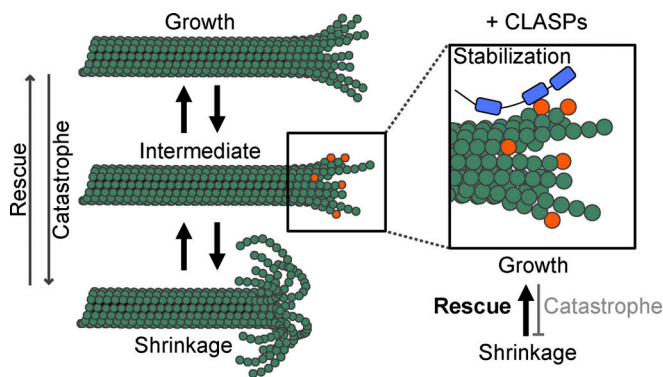 Growth
+ CLASPs
Stabilization
Rescue
Catastrophe
Intermediate
Growth
Rescue
Catastrophe
Shrinkage
Shrinkage